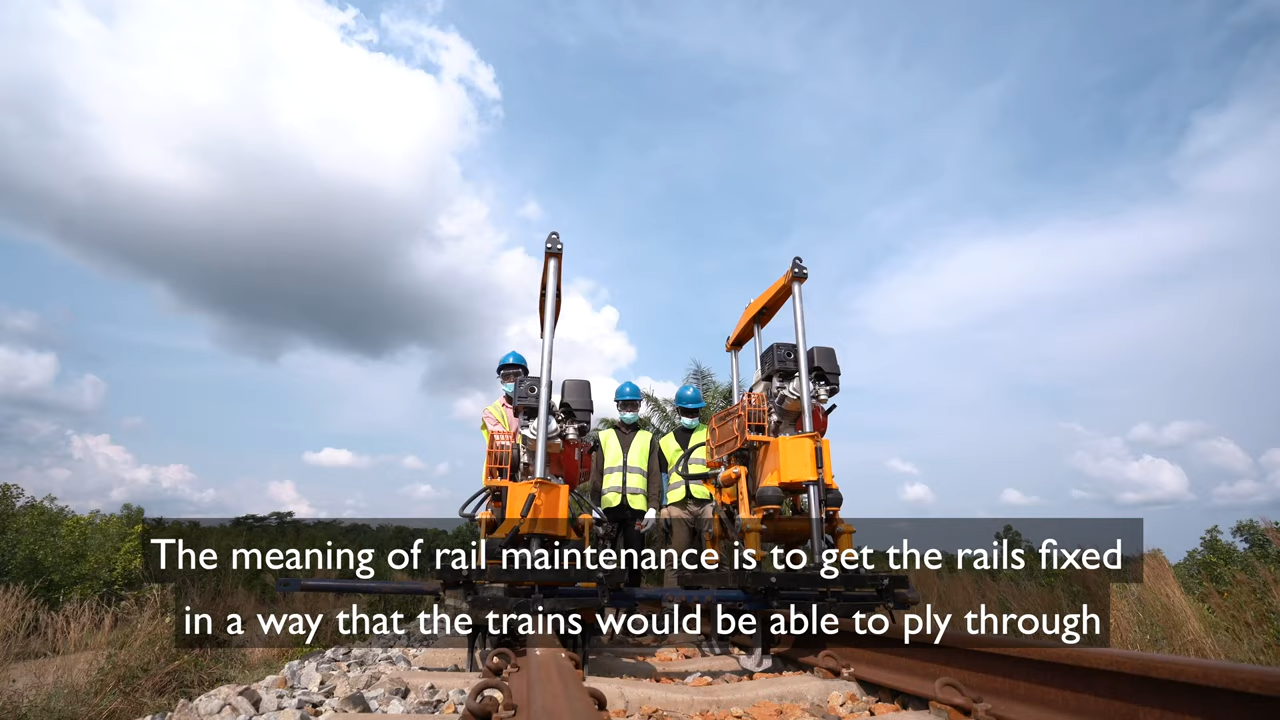 The meaning of rail maintenance is to get the rails fixed
in a way that the trains would be able to ply through